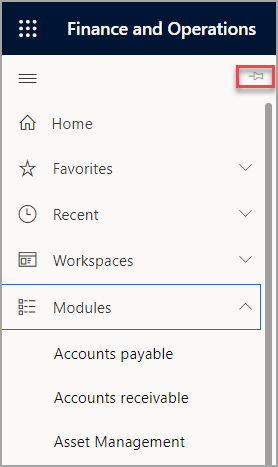 Finance and Operations
Home
Favorites
Recent
Workspaces
Modules
Accounts payable
Accounts receivable
Asset Management